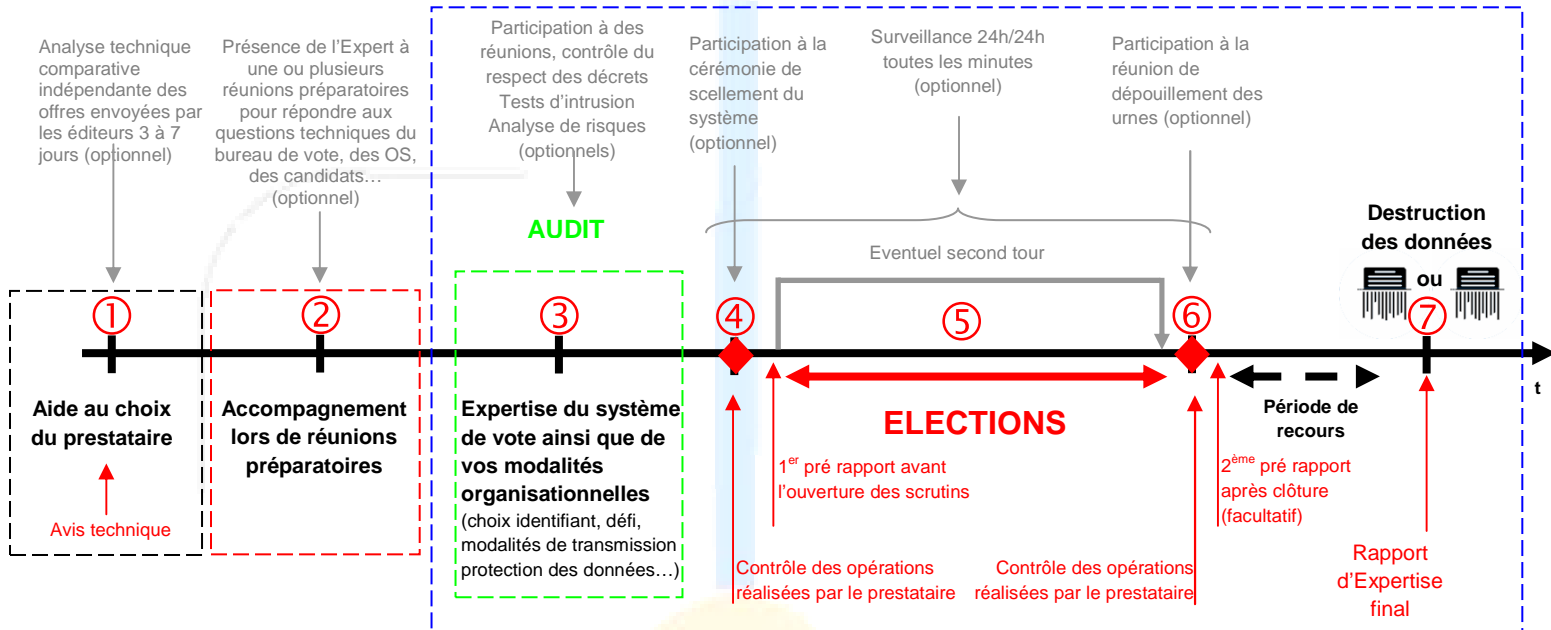 Analyse technique
comparative
indépendante des
offres envoyées par
les éditeurs 3 à 7
jours (optionnel)
Présence de l'Expert à
une ou plusieurs
réunions préparatoires
pour répondre aux
questions techniques du
bureau de vote, des OS,
des candidats…
(optionnel)
Participation à des
réunions, contrôle du
respect des décrets
Tests d'intrusion
Analyse de risques
(optionnels)
AUDIT
Participation à la
cérémonie de
scellement du
système
(optionnel)
Surveillance 24h/24h
toutes les minutes
(optionnel)
Participation à la
réunion de
dépouillement des
urnes (optionnel)
Eventuel second tour
Destruction
des données
ou
①
②
③
④
⑤
⑥
⑦
t
Aide au choix
du prestataire
Avis technique
Accompagnement
lors de réunions
préparatoires
Expertise du système
de vote ainsi que de
vos modalités
organisationnelles
(choix identifiant, défi,
modalités de transmission
protection des données…)
ELECTIONS
1er pré rapport avant
l'ouverture des scrutins
Contrôle des opérations
réalisées par le prestataire
Contrôle des opérations
réalisées par le prestataire
Période de
recours
2ème pré rapport
après clôture
(facultatif)
Rapport
d'Expertise
final